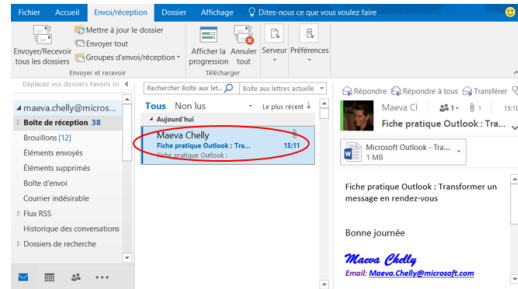 Fichier Accueil Envoi/réception Dossier Affichage Dites-nous ce que vous voulez faire
Envoyer/Recevoir
tous les dossiers
Mettre à jour le dossier
Envoyer tout
Groupes d'envoi/réception
Envoyer et recevoir
Afficher la
progression
Annuler
tout
Télécharger
Serveur
Préférences
Déplacez vos dossiers Favoris ici
maeva.chelly@micros...
Boîte de réception 38
Brouillons [12]
Éléments envoyés
Éléments supprimés
Boîte d'envoi
Courrier indésirable
Flux RSS
Historique des conversations
Dossiers de recherche
Rechercher Boîte aux let... Boîte aux lettres actuelle
Tous Non lus Le plus récent
Aujourd'hui
Maeva Chelly
Fiche pratique Outlook : Tra... 15:11
Fiche pratique Outlook :
Répondre Répondre à tous Transférer
Maeva Cl 1 1 15:10
Fiche pratique Outlook : Tra...
Microsoft Outlook - Tra...
1 MB
Fiche pratique Outlook : Transformer un
message en rendez-vous
Bonne journée
Maeva Chelly
Email: Maeva.Chelly@microsoft.com